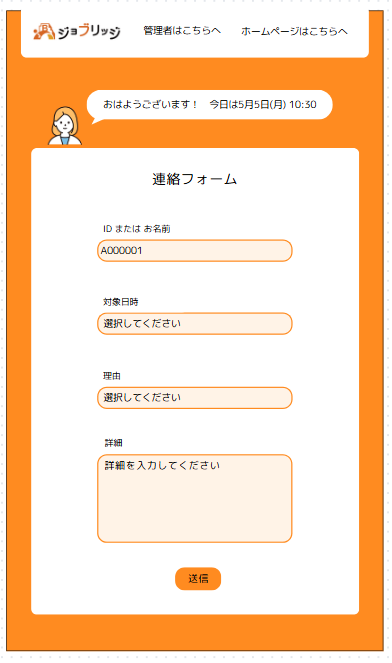 ジョブリッジ
管理者はこちらへ
ホームページはこちらへ
おはようございます！　今日は5月5日(月) 10:30
連絡フォーム
ID または お名前
A000001
対象日時
選択してください
理由
選択してください
詳細
詳細を入力してください
送信